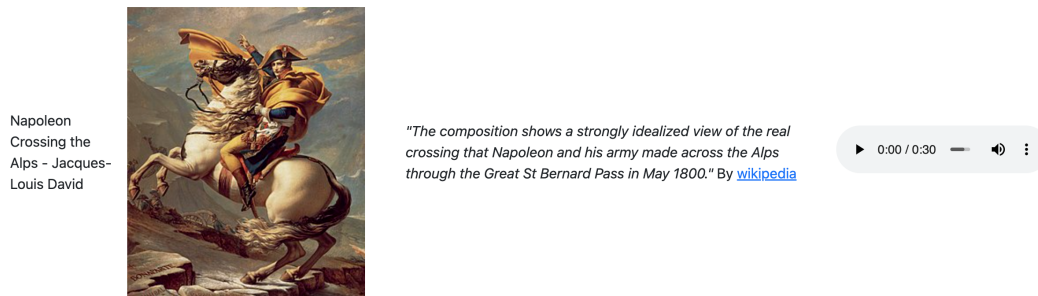 Napoleon
Crossing the
Alps - Jacques-
Louis David
"The composition shows a strongly idealized view of the real
crossing that Napoleon and his army made across the Alps
through the Great St Bernard Pass in May 1800." By wikipedia
0:00 / 0:30